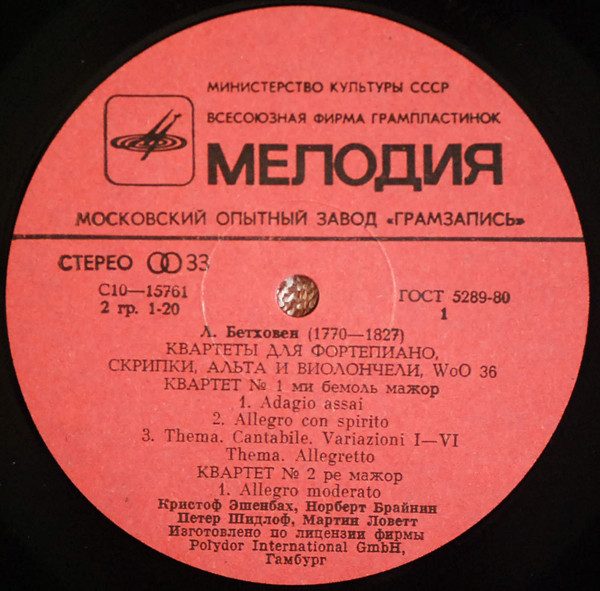 МИНИСТЕРСТВО КУЛЬТУРЫ СССР
ВСЕСОЮЗНАЯ ФИРМА ГРАМПЛАСТИНОК
МЕЛОДИЯ
МОСКОВСКИЙ ОПЫТНЫЙ ЗАВОД «ГРАМЗАПИСЬ»
СТЕРЕО 33
С10—15761
2 гр. 1-20
ГОСТ 5289-80
1
Л. Бетховен (1770—1827)
КВАРТЕТЫ ДЛЯ ФОРТЕПИАНО,
СКРИПКИ, АЛЬТА И ВИОЛОНЧЕЛИ, WoO 36
КВАРТЕТ № 1 ми бемоль мажор
1. Adagio assai
2. Allegro con spirito
3. Thema. Cantabile. Variazioni I—VI
Thema. Allegretto
КВАРТЕТ № 2 ре мажор
1. Allegro moderato
Кристоф Эшенбах, Норберт Брайнин
Петер Шидлоф, Мартин Ловетт
Изготовлено по лицензии фирмы
Polydor International GmbH,
Гамбург